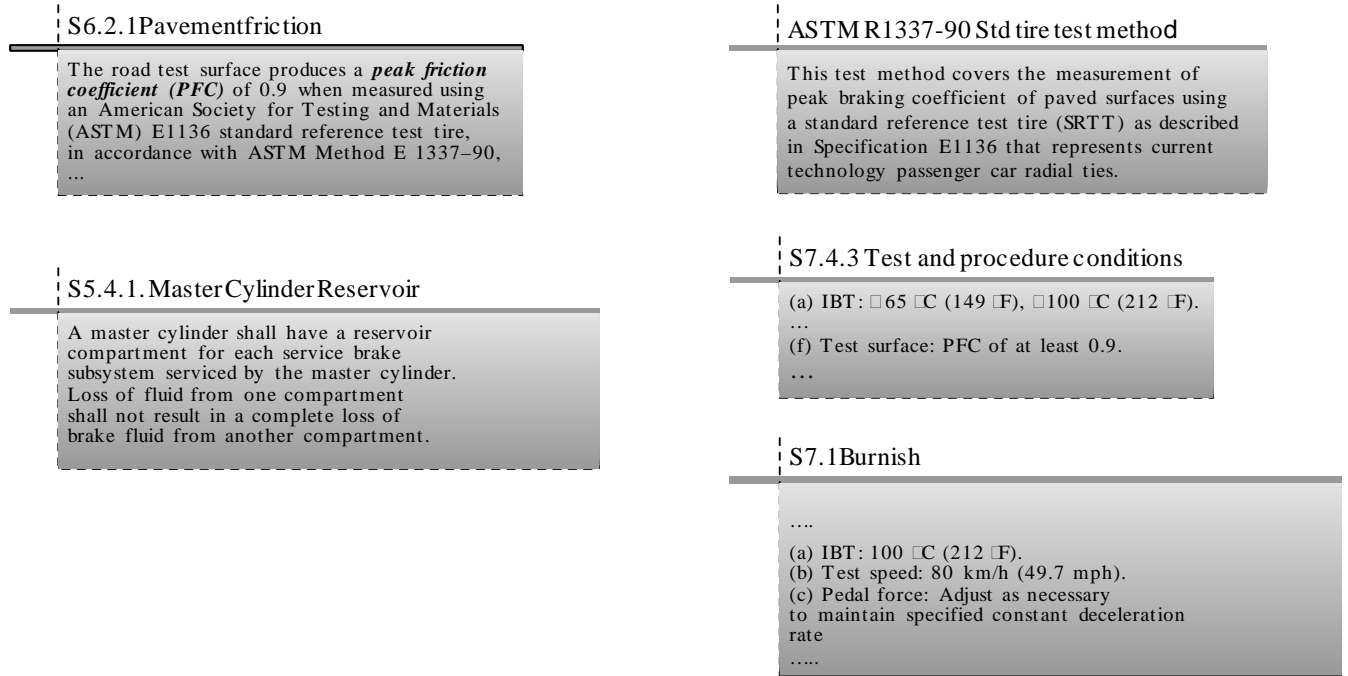 S6.2.1Pavementfriction
The road test surface produces a peak friction
coefficient (PFC) of 0.9 when measured using
an American Society for Testing and Materials
(ASTM) E1136 standard reference test tire,
in accordance with ASTM Method E 1337–90,
...
S5.4.1. MasterCylinderReservoir
A master cylinder shall have a reservoir
compartment for each service brake
subsystem serviced by the master cylinder.
Loss of fluid from one compartment
shall not result in a complete loss of
brake fluid from another compartment.
ASTM R1337-90 Std tire test method
This test method covers the measurement of
peak braking coefficient of paved surfaces using
a standard reference test tire (SRTT) as described
in Specification E1136 that represents current
technology passenger car radial ties.
S7.4.3 Test and procedure conditions
(a) IBT: □65 □C (149 □F), □100 □C (212 □F).
…
(f) Test surface: PFC of at least 0.9.
…
S7.1Burnish
….
(a) IBT: 100 □C (212 □F).
(b) Test speed: 80 km/h (49.7 mph).
(c) Pedal force: Adjust as necessary
to maintain specified constant deceleration
rate
…..